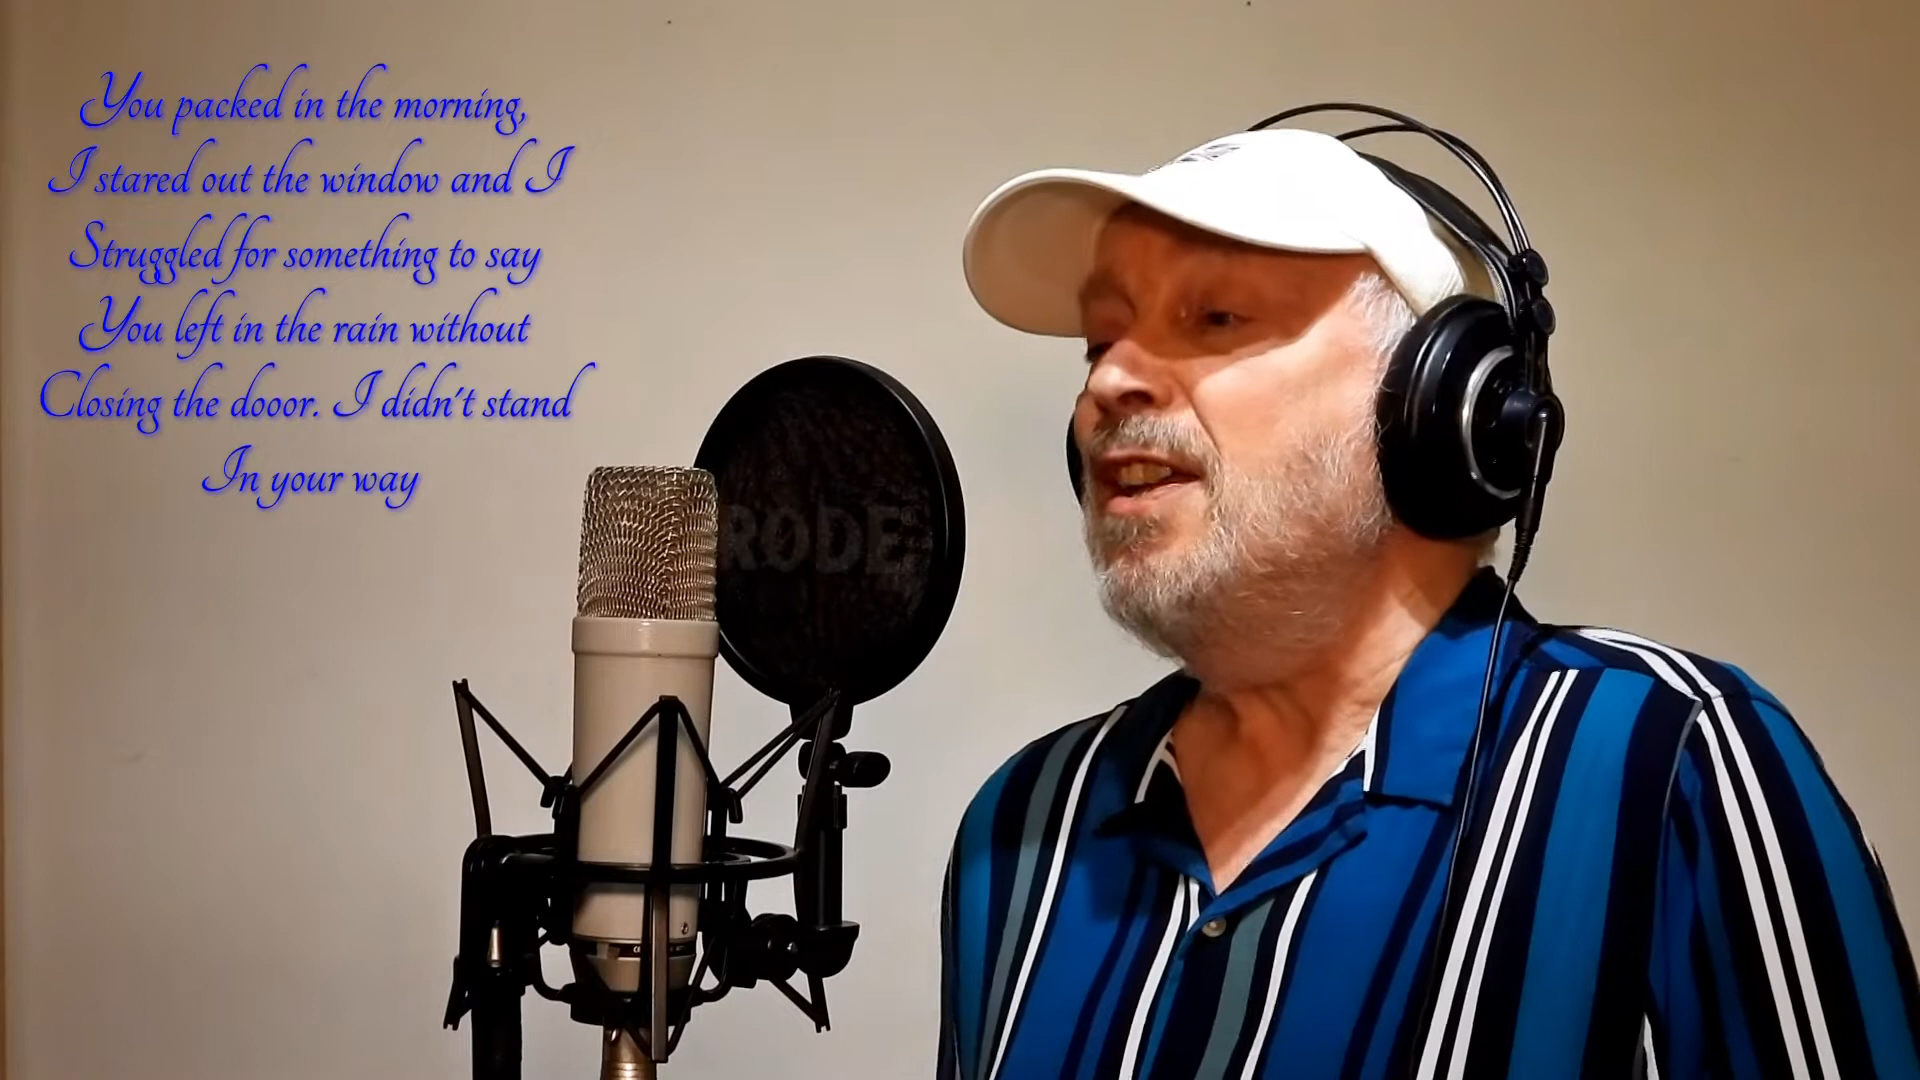 You packed in the morning,
I stared out the window and I
Struggled for something to say
You left in the rain without
Closing the dooor. I didn't stand
In your way
RØDE